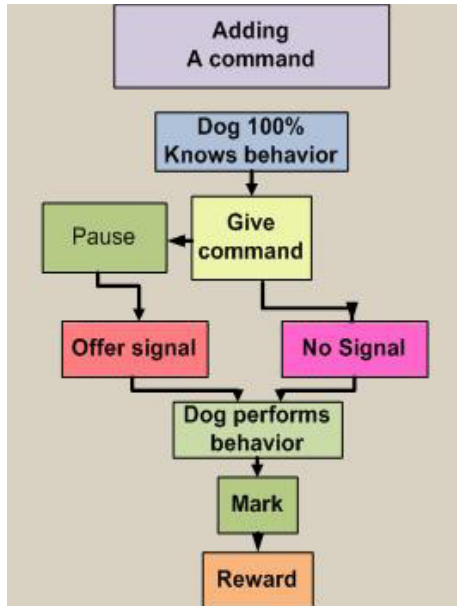 Adding
A command
Dog 100%
Knows behavior
Pause
Give
command
Offer signal
No Signal
Dog performs
behavior
Mark
Reward